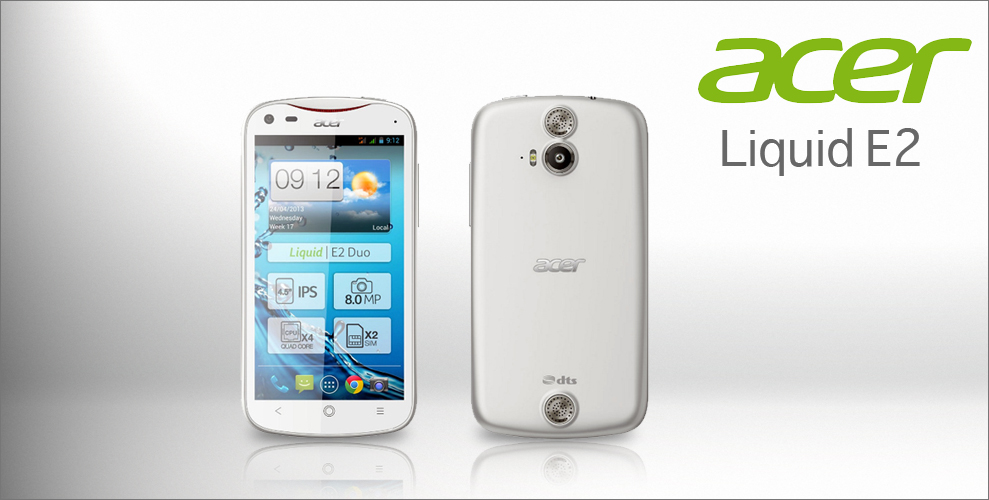 acer
Liquid E2
acer
9:12
09 12
24/04/2013
Wednesday
Week 17
Local
Liquid | E2 Duo
4.5" IPS
8.0 MP
CPU X4
QUAD CORE
X2
SIM
acer
dts